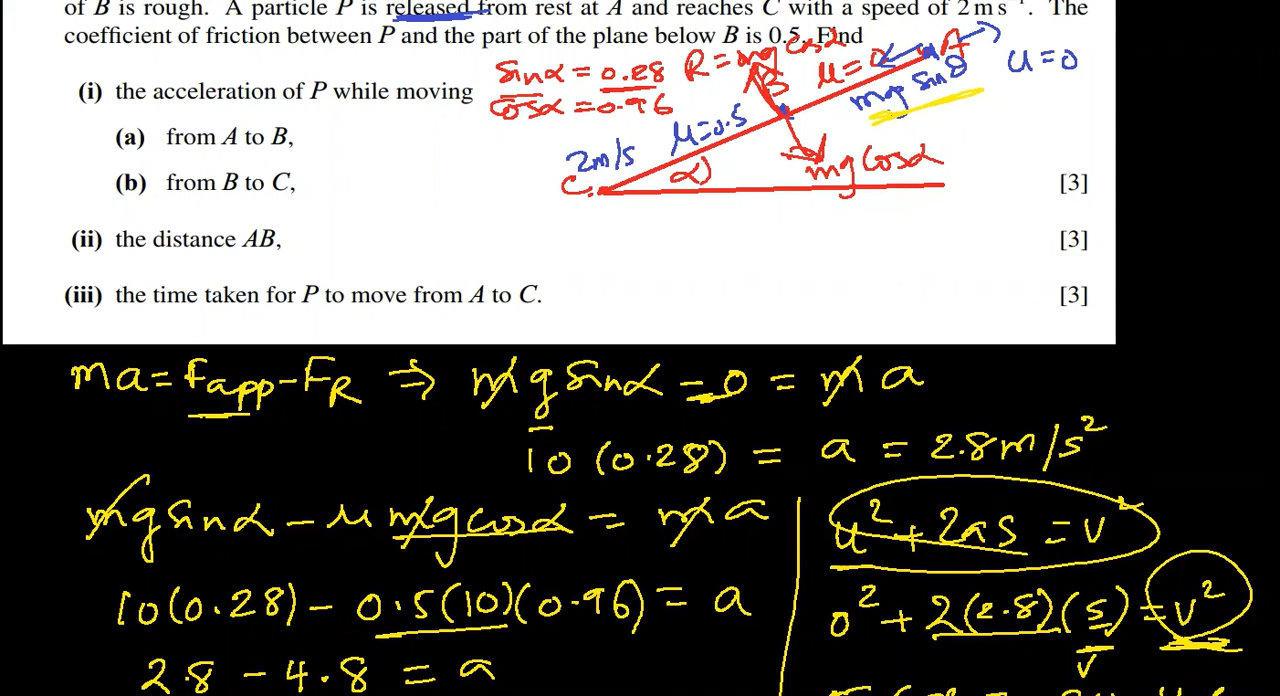 of B is rough. A particle P is released from rest at A and reaches C with a speed of 2 m s⁻¹. The
coefficient of friction between P and the part of the plane below B is 0.5. Find
(i) the acceleration of P while moving
(a) from A to B,
(b) from B to C, [3]
(ii) the distance AB, [3]
(iii) the time taken for P to move from A to C. [3]
sinα = 0.28
cosα = 0.96
R = mg cosα
A
u = 0
B
μ = 0
mg sinα
μ = 0.5
2m/s
C
α
mg cosα
ma = Fapp - FR ⇒ mg sinα - 0 = ma
10 (0.28) = a = 2.8 m/s²
mg sinα - μ mg cosα = ma
u² + 2as = v²
10(0.28) - 0.5(10)(0.96) = a
0² + 2(2.8)(s) = v²
2.8 - 4.8 = a